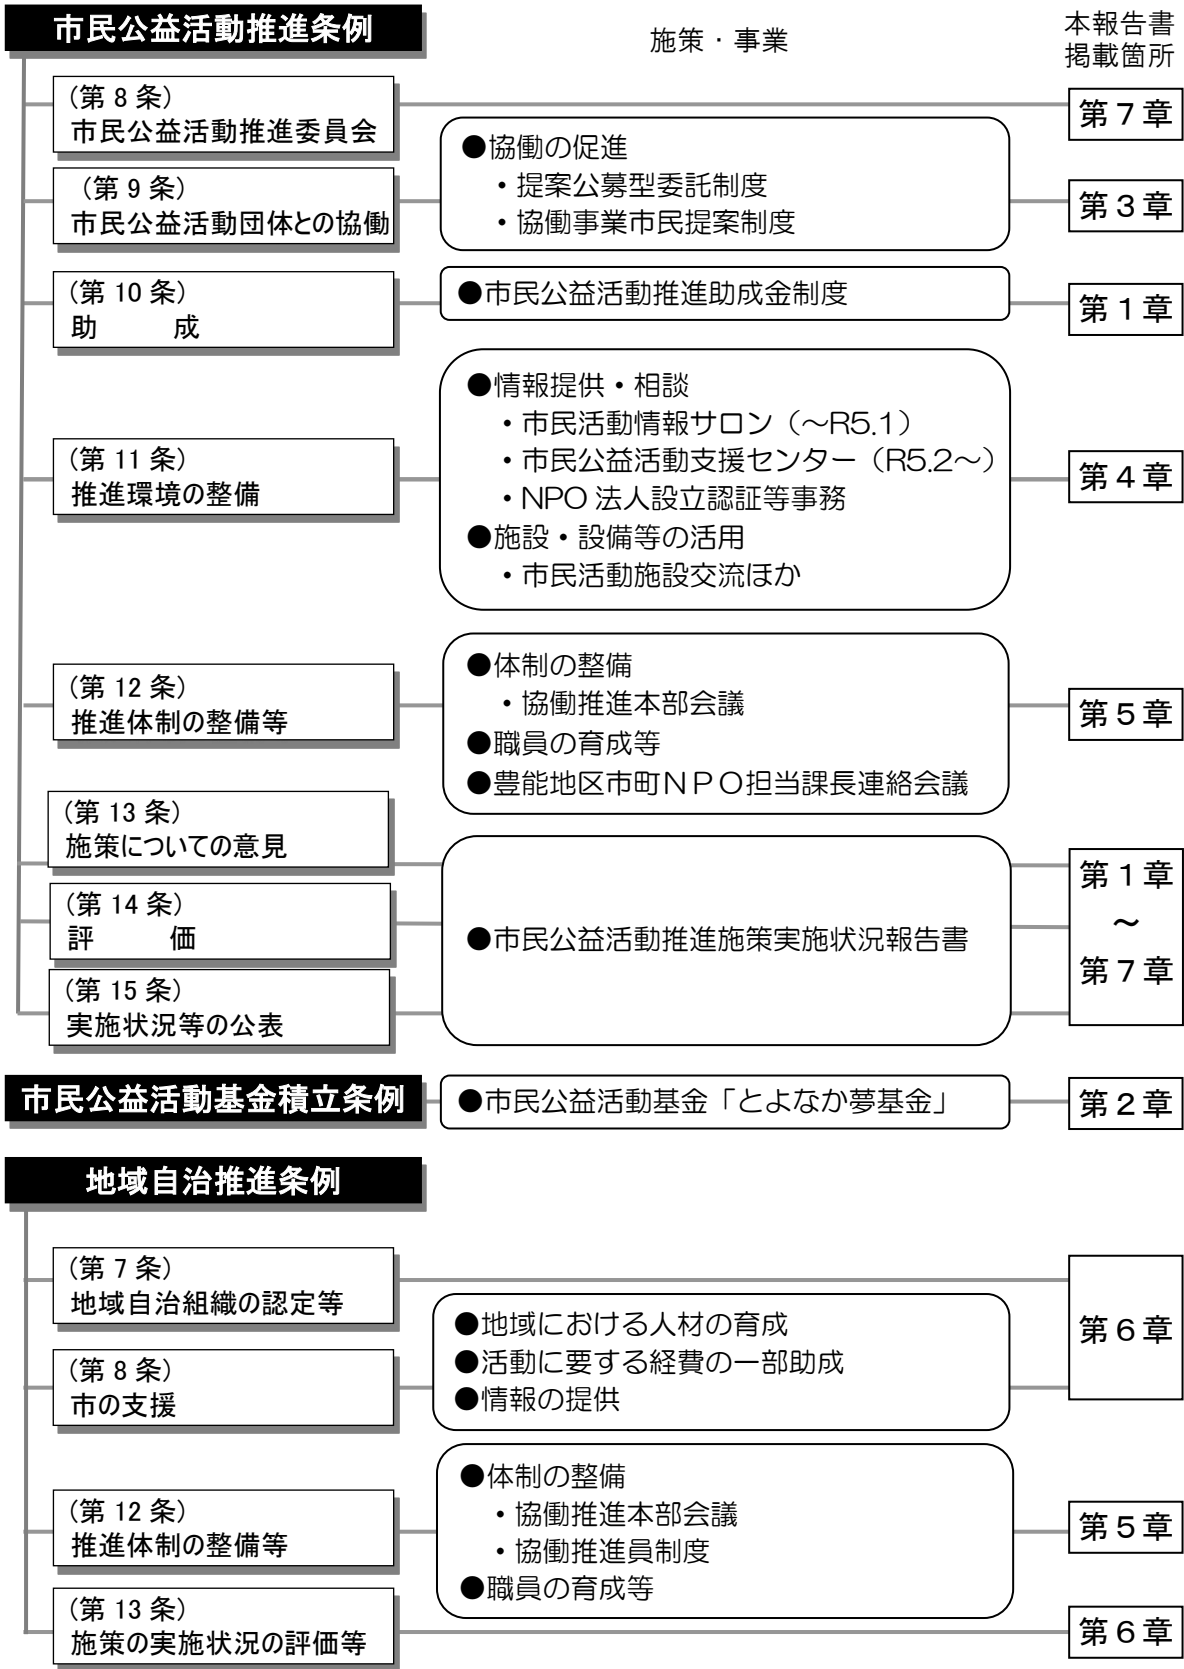 市民公益活動推進条例
施策・事業
本報告書
掲載箇所
(第 8 条)
市民公益活動推進委員会
第７章
(第 9 条)
市民公益活動団体との協働
●協働の促進
・提案公募型委託制度
・協働事業市民提案制度
第３章
(第 10 条)
助　　　成
●市民公益活動推進助成金制度
第１章
(第 11 条)
推進環境の整備
●情報提供・相談
・市民活動情報サロン（～R5.1）
・市民公益活動支援センター（R5.2～）
・NPO 法人設立認証等事務
●施設・設備等の活用
・市民活動施設交流ほか
第４章
(第 12 条)
推進体制の整備等
●体制の整備
・協働推進本部会議
●職員の育成等
●豊能地区市町ＮＰＯ担当課長連絡会議
第５章
(第 13 条)
施策についての意見
(第 14 条)
評　　　価
(第 15 条)
実施状況等の公表
●市民公益活動推進施策実施状況報告書
第１章
～
第７章
市民公益活動基金積立条例
●市民公益活動基金「とよなか夢基金」
第２章
地域自治推進条例
(第 7 条)
地域自治組織の認定等
(第 8 条)
市の支援
●地域における人材の育成
●活動に要する経費の一部助成
●情報の提供
第６章
(第 12 条)
推進体制の整備等
●体制の整備
・協働推進本部会議
・協働推進員制度
●職員の育成等
第５章
(第 13 条)
施策の実施状況の評価等
第６章